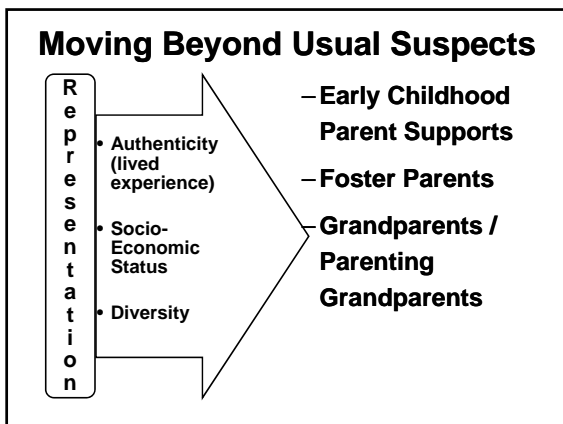 Moving Beyond Usual Suspects
Representation
• Authenticity
(lived
experience)
• Socio-
Economic
Status
• Diversity
–Early Childhood
Parent Supports
–Foster Parents
–Grandparents /
Parenting
Grandparents